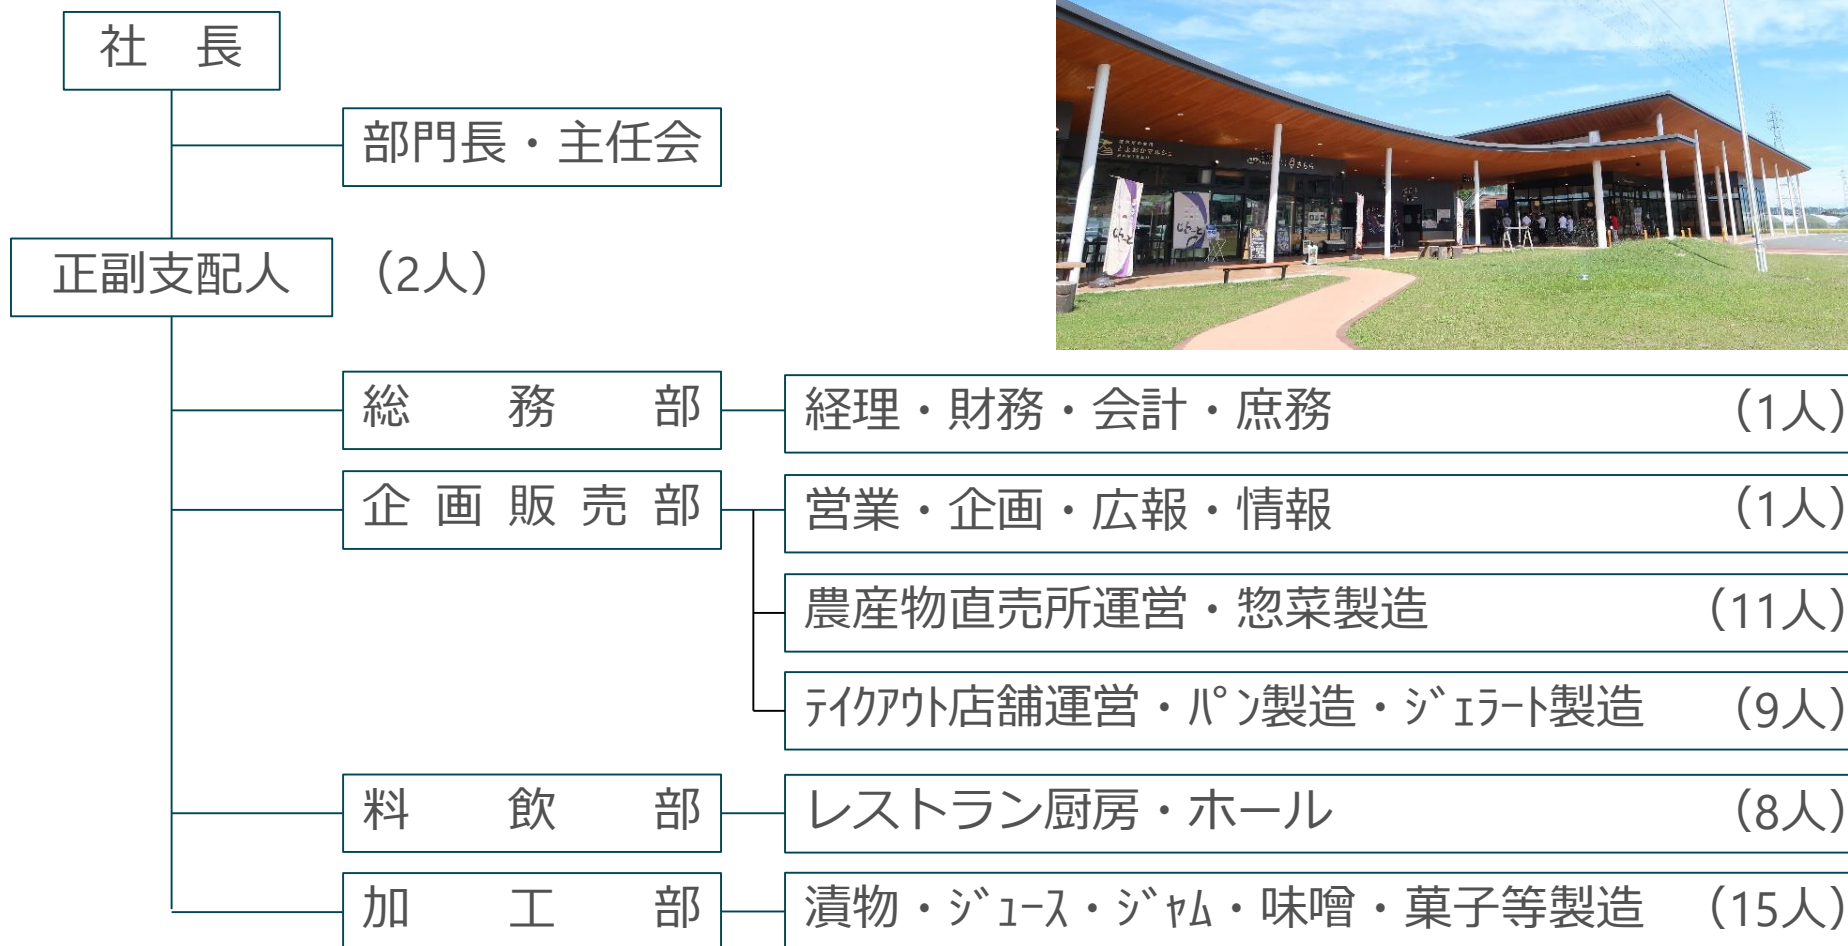 社　長
部門長・主任会
正副支配人 （2人）
総　務　部 経理・財務・会計・庶務 （1人）
企 画 販 売 部 営業・企画・広報・情報 （1人）
農産物直売所運営・惣菜製造 （11人）
ﾃｲｸｱｳﾄ店舗運営・ﾊﾟﾝ製造・ｼﾞｪﾗｰﾄ製造 （9人）
料　飲　部 レストラン厨房・ホール （8人）
加　工　部 漬物・ｼﾞｭｰｽ・ｼﾞｬﾑ・味噌・菓子等製造 （15人）